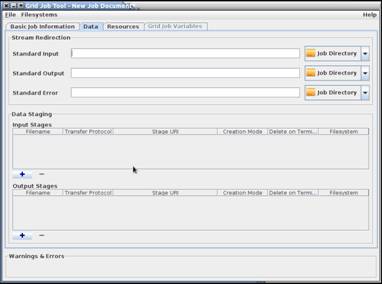 Grid Job Tool - New Job Document
File Filesystems Help
Basic Job Information Data Resources Grid Job Variables
Stream Redirection
Standard Input Job Directory
Standard Output Job Directory
Standard Error Job Directory
Data Staging
Input Stages
Filename Transfer Protocol Stage URI Creation Mode Delete on Termi... Filesystem
+ −
Output Stages
Filename Transfer Protocol Stage URI Creation Mode Delete on Termi... Filesystem
+ −
Warnings & Errors